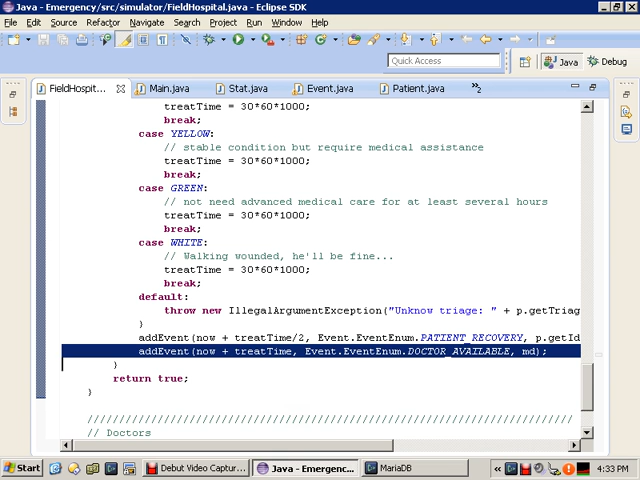 Java - Emergency/src/simulator/FieldHospital.java - Eclipse SDK
File Edit Source Refactor Navigate Search Project Run Window Help
Quick Access
Java
Debug
FieldHospit...
Main.java
Stat.java
Event.java
Patient.java
»2
treatTime = 30*60*1000;
break;
case YELLOW:
// stable condition but require medical assistance
treatTime = 30*60*1000;
break;
case GREEN:
// not need advanced medical care for at least several hours
treatTime = 30*60*1000;
break;
case WHITE:
// Walking wounded, he'll be fine...
treatTime = 30*60*1000;
break;
default:
throw new IllegalArgumentException("Unknow triage: " + p.getTriag
}
addEvent(now + treatTime/2, Event.EventEnum.PATIENT_RECOVERY, p.getId
addEvent(now + treatTime, Event.EventEnum.DOCTOR_AVAILABLE, md);
}
return true;
}
////////////////////////////////////////////////////////////////////////////
// Doctors
Start
Debut Video Captur...
Java - Emergenc...
MariaDB
«
4:33 PM